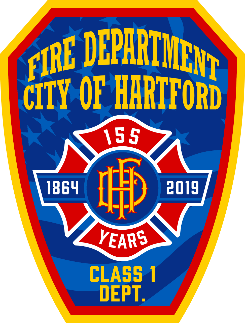 FIRE DEPARTMENT
CITY OF HARTFORD
155
1864 HFD 2019
YEARS
CLASS 1
DEPT.